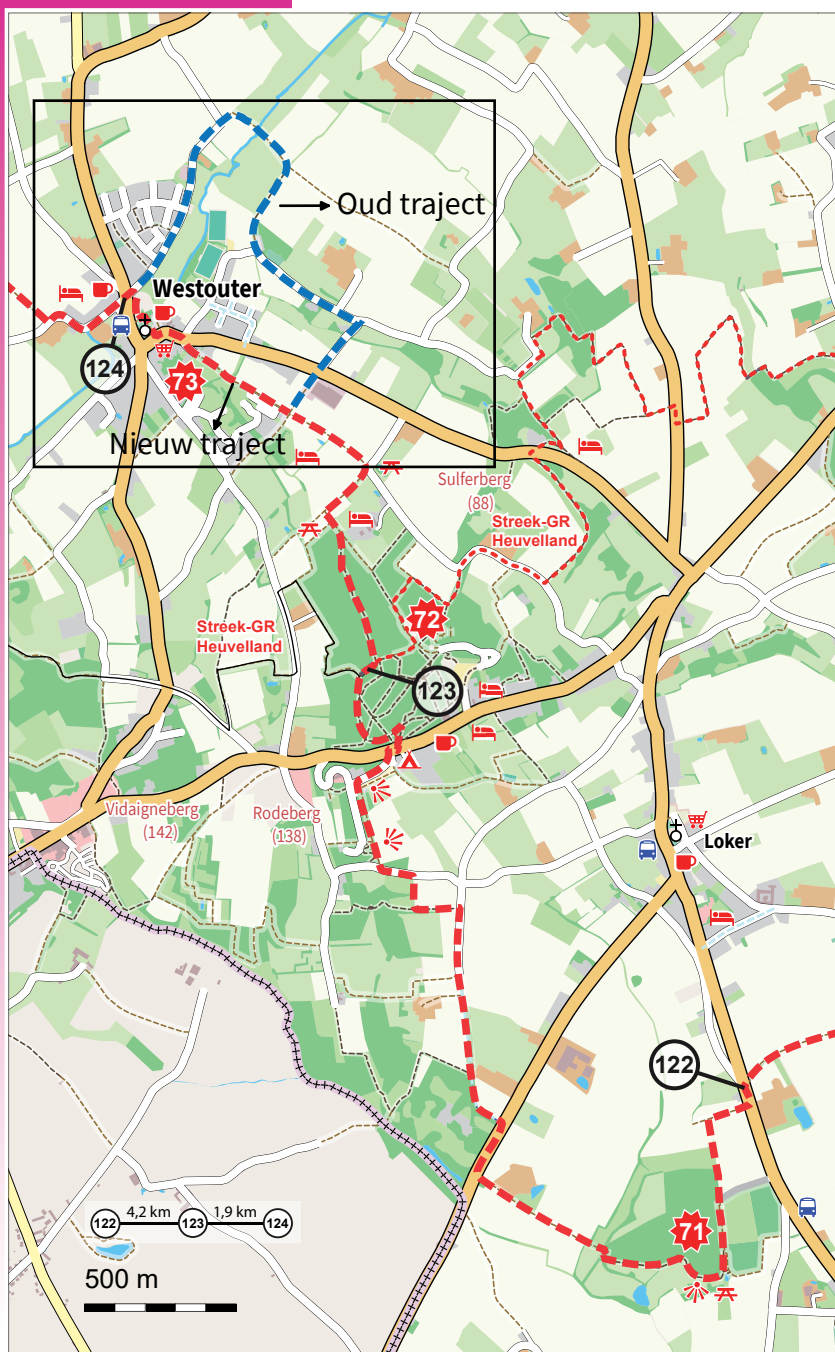 Oud traject
Westouter
124
73
Nieuw traject
Sulferberg
(88)
Streek-GR
Heuvelland
72
Streek-GR
Heuvelland
123
Vidaigneberg
(142)
Rodeberg
(138)
Loker
122
71
4,2 km
1,9 km
122
123
124
500 m